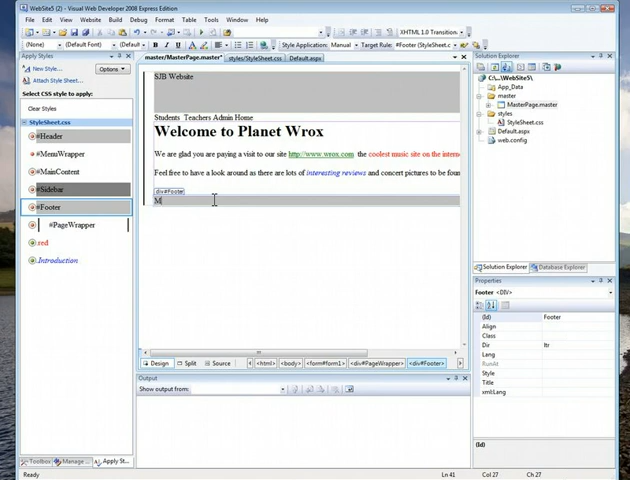 WebSite5 (2) - Visual Web Developer 2008 Express Edition
File Edit View Website Build Debug Format Table Tools Window Help
XHTML 1.0 Transition
(None) (Default Font) (Default Style Application: Manual Target Rule: #Footer (StyleSheet.c
Apply Styles
New Style... Options
Attach Style Sheet...
Select CSS style to apply:
Clear Styles
StyleSheet.css
#Header
#MenuWrapper
#MainContent
#Sidebar
#Footer
#PageWrapper
.red
.Introduction
Toolbox Manage ... Apply St...
master/MasterPage.master* styles/StyleSheet.css Default.aspx
SJB Website
Students Teachers Admin Home
Welcome to Planet Wrox
We are glad you are paying a visit to our site http://www.wrox.com the coolest music site on the intern
Feel free to have a look around as there are lots of interesting reviews and concert pictures to be foun
div#Footer
M
Design Split Source <html> <body> <form#form1> <div#PageWrapper> <div#Footer>
Output
Show output from:
Solution Explorer
C:\...\WebSite5\
App_Data
master
MasterPage.master
styles
StyleSheet.css
Default.aspx
web.config
Solution Explorer Database Explorer
Properties
Footer <DIV>
(Id) Footer
Align
Class
Dir ltr
Lang
RunAt
Style
Title
xml:Lang
(Id)
Ready Ln 41 Col 27 Ch 27